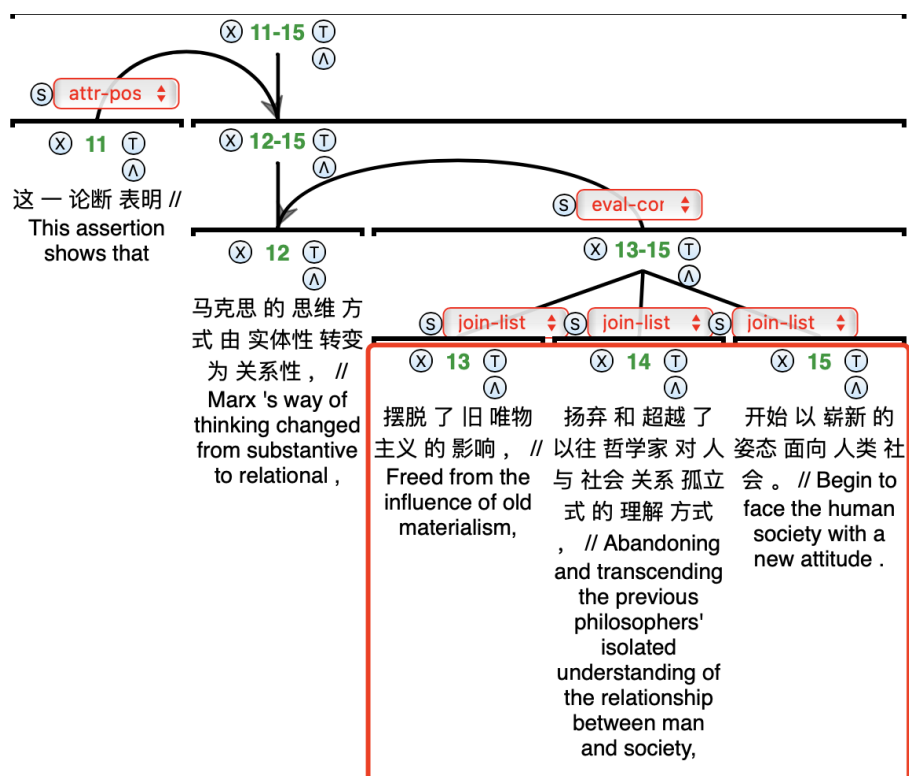 X 11-15 T
Λ
S attr-pos
X 11 T
Λ
这 一 论断 表明 //
This assertion
shows that
X 12-15 T
Λ
S eval-cor
X 12 T
Λ
马克思 的 思维 方
式 由 实体性 转变
为 关系性 ， //
Marx 's way of
thinking changed
from substantive
to relational ,
X 13-15 T
Λ
S join-list
S join-list
S join-list
X 13 T
Λ
摆脱 了 旧 唯物
主义 的 影响 ， //
Freed from the
influence of old
materialism,
X 14 T
Λ
扬弃 和 超越 了
以往 哲学家 对 人
与 社会 关系 孤立
式 的 理解 方式
， // Abandoning
and transcending
the previous
philosophers'
isolated
understanding of
the relationship
between man
and society,
X 15 T
Λ
开始 以 崭新 的
姿态 面向 人类 社
会 。 // Begin to
face the human
society with a
new attitude .